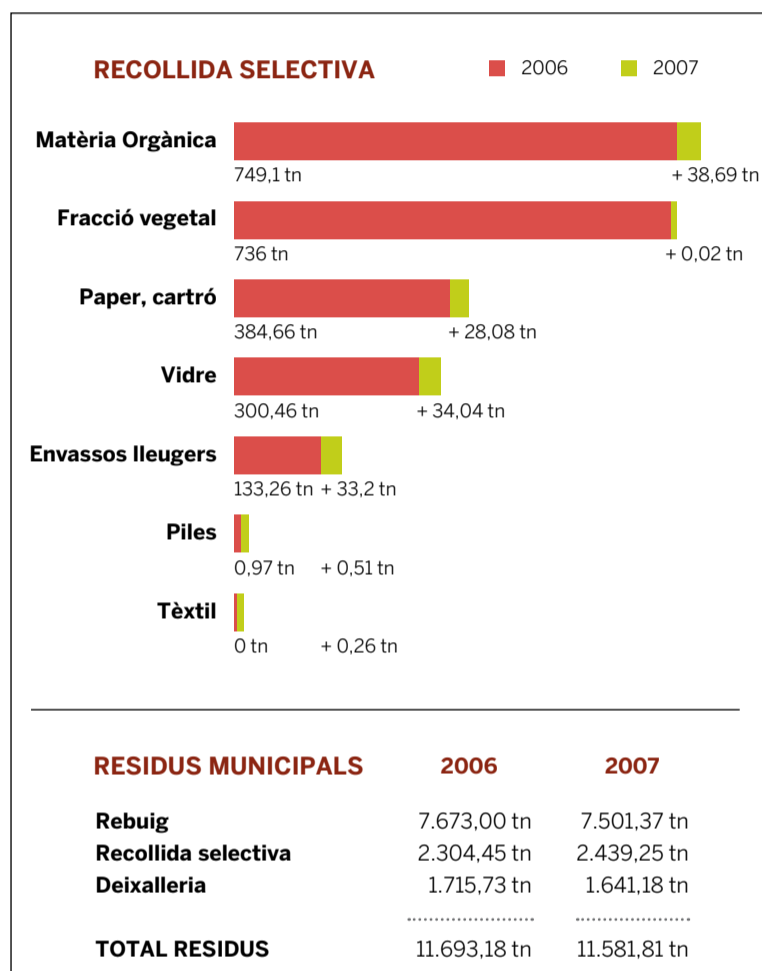 RECOLLIDA SELECTIVA 2006 2007
Matèria Orgànica
749,1 tn + 38,69 tn
Fracció vegetal
736 tn + 0,02 tn
Paper, cartró
384,66 tn + 28,08 tn
Vidre
300,46 tn + 34,04 tn
Envassos lleugers
133,26 tn + 33,2 tn
Piles
0,97 tn + 0,51 tn
Tèxtil
0 tn + 0,26 tn
RESIDUS MUNICIPALS 2006 2007
Rebuig 7.673,00 tn 7.501,37 tn
Recollida selectiva 2.304,45 tn 2.439,25 tn
Deixalleria 1.715,73 tn 1.641,18 tn
TOTAL RESIDUS 11.693,18 tn 11.581,81 tn